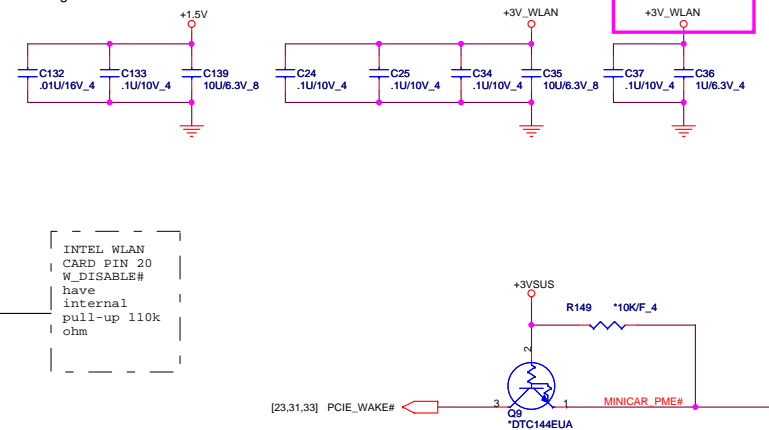 +1.5V
+3V_WLAN
+3V_WLAN
C132
.01U/16V_4
C133
.1U/10V_4
C139
10U/6.3V_8
C24
.1U/10V_4
C25
.1U/10V_4
C34
.1U/10V_4
C35
10U/6.3V_8
C37
.1U/10V_4
C36
1U/6.3V_4
INTEL WLAN
CARD PIN 20
W_DISABLE#
have
internal
pull-up 110k
ohm
+3VSUS
R149 *10K/F_4
2
[23,31,33] PCIE_WAKE#
3
1
MINICAR_PME#
Q9
*DTC144EUA